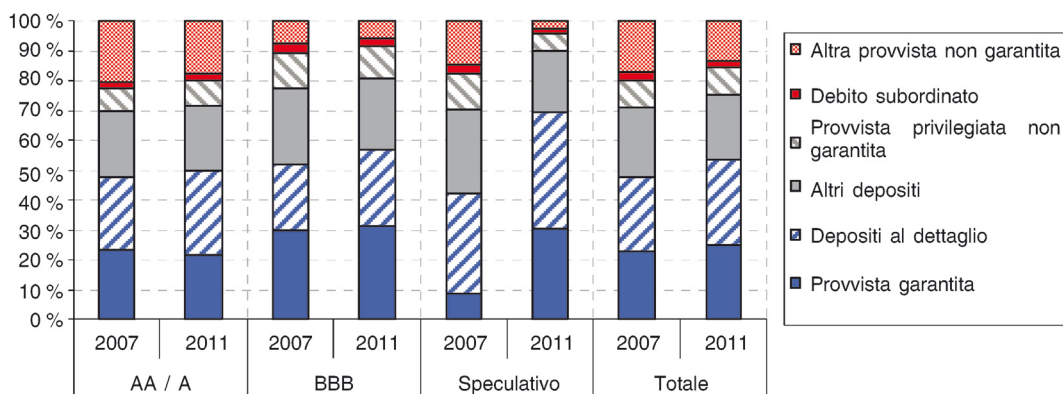 100 %
90 %
80 %
70 %
60 %
50 %
40 %
30 %
20 %
10 %
0 %
2007 2011 2007 2011 2007 2011 2007 2011
AA / A BBB Speculativo Totale
Altra provvista non garantita
Debito subordinato
Provvista privilegiata non
garantita
Altri depositi
Depositi al dettaglio
Provvista garantita